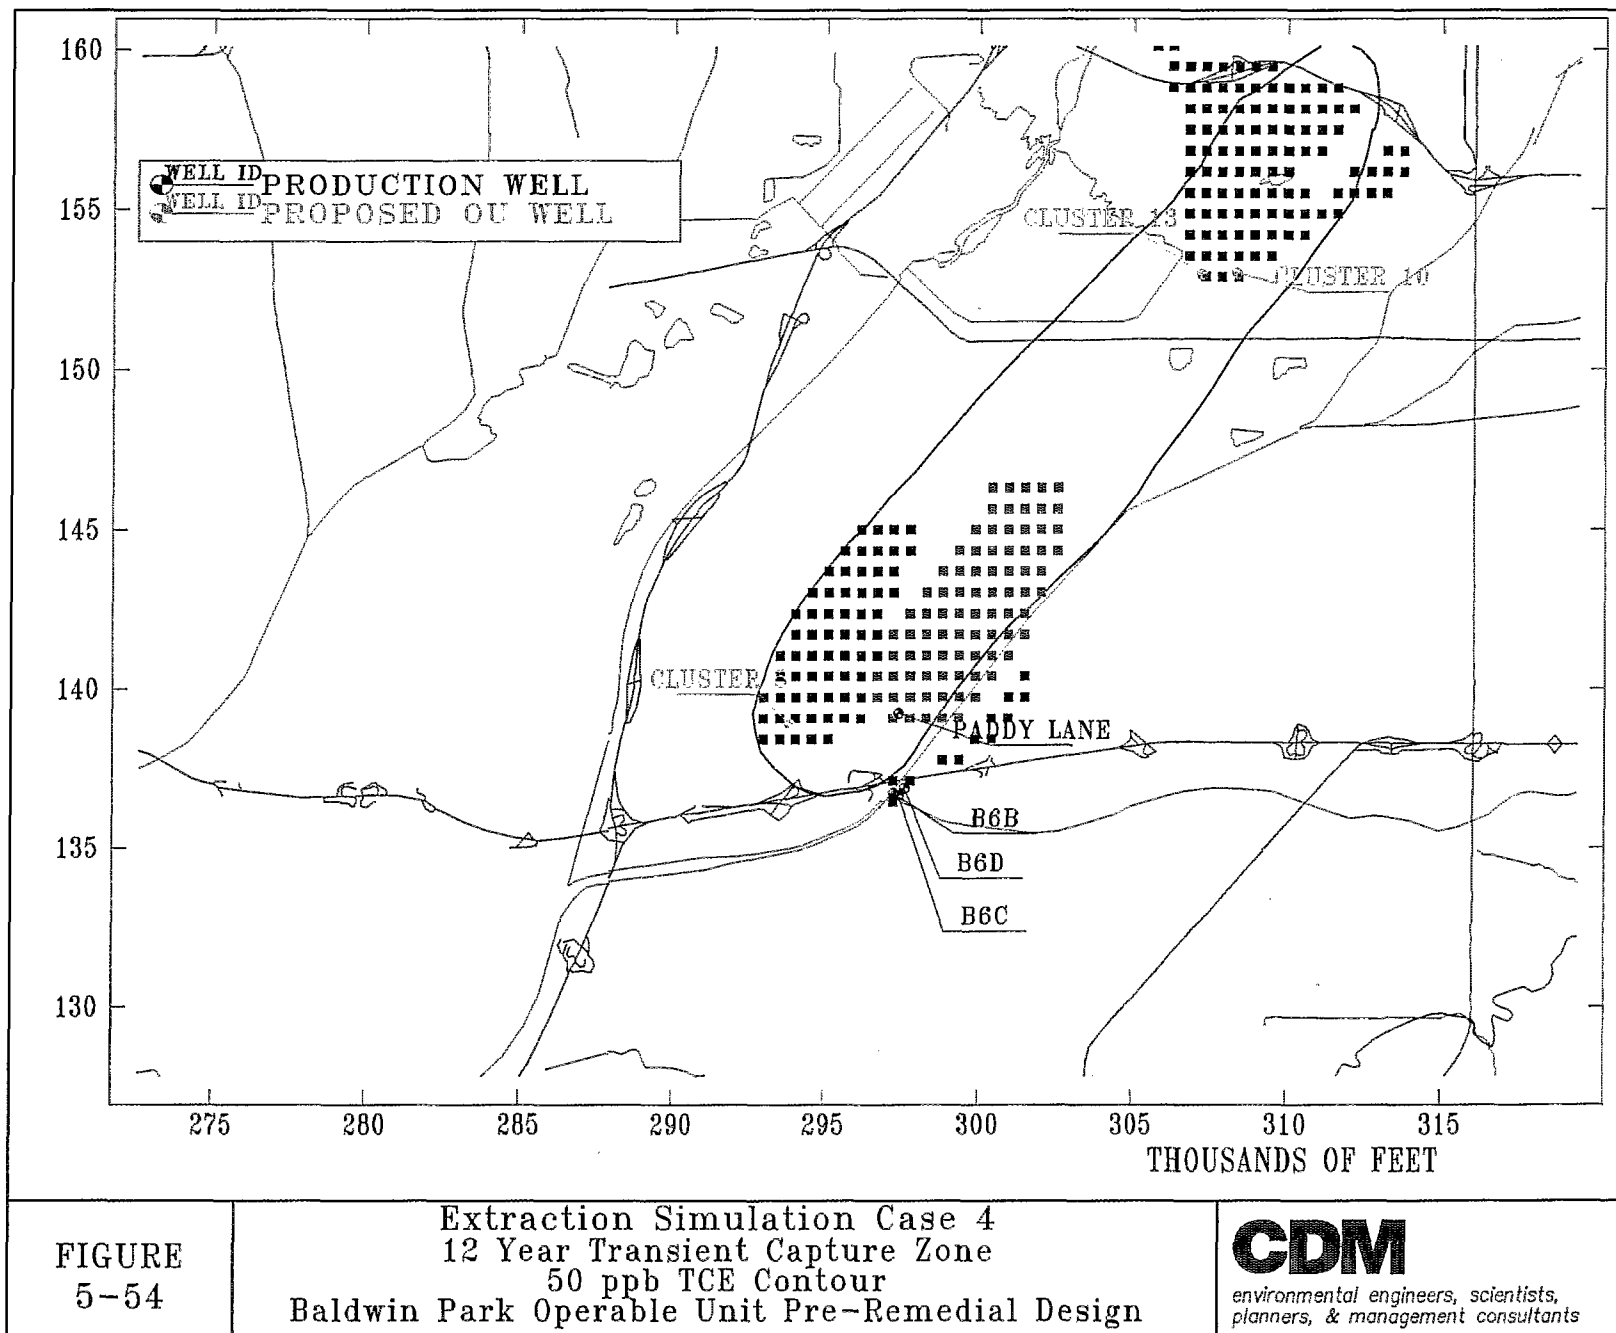 160
155
150
145
140
135
130
WELL ID PRODUCTION WELL
WELL ID PROPOSED OU WELL
CLUSTER 13
CLUSTER 10
CLUSTER 8
PADDY LANE
B6B
B6D
B6C
275 280 285 290 295 300 305 310 315
THOUSANDS OF FEET
FIGURE
5-54
Extraction Simulation Case 4
12 Year Transient Capture Zone
50 ppb TCE Contour
Baldwin Park Operable Unit Pre-Remedial Design
CDM
environmental engineers, scientists,
planners, & management consultants